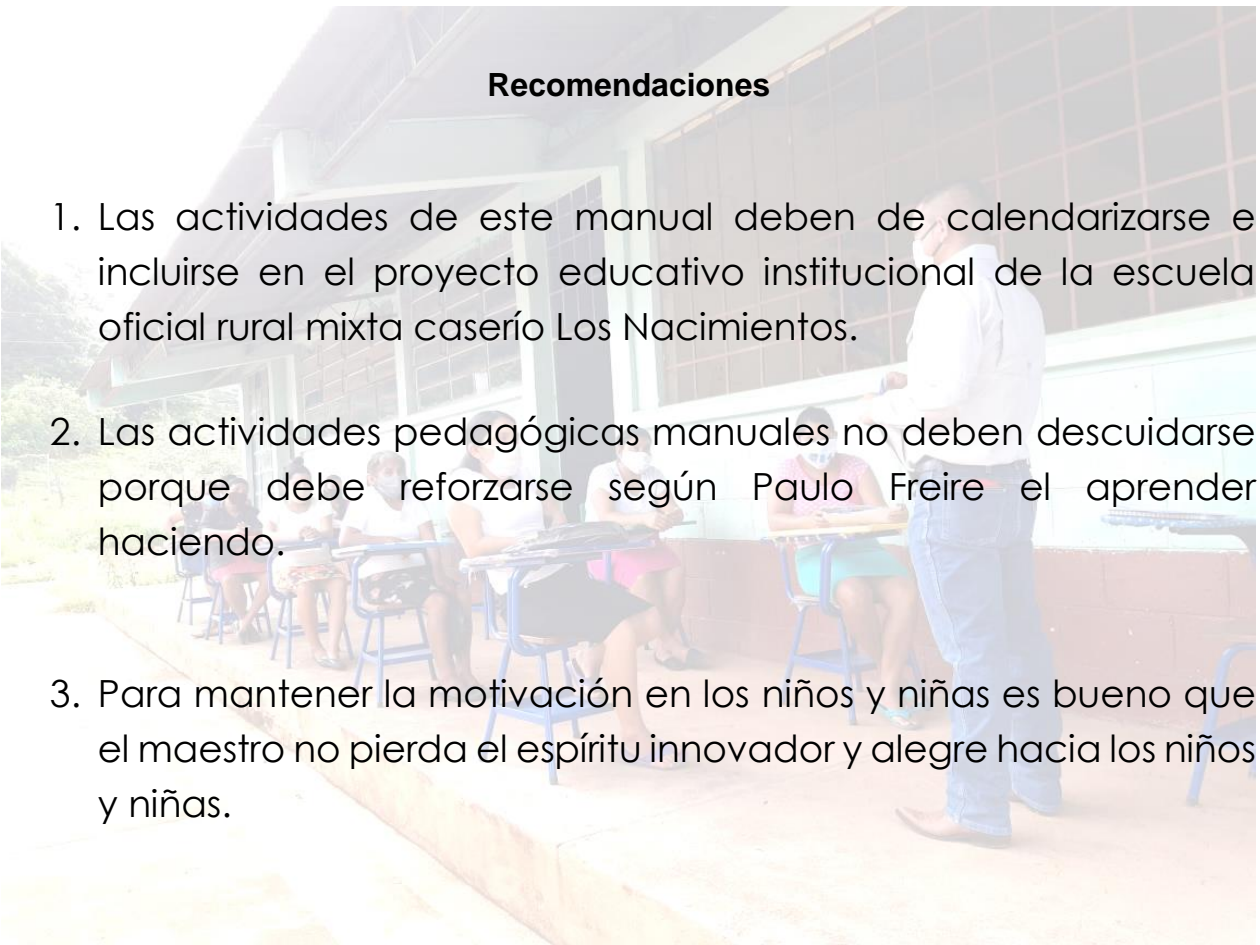 Recomendaciones
1. Las actividades de este manual deben de calendarizarse e
incluirse en el proyecto educativo institucional de la escuela
oficial rural mixta caserío Los Nacimientos.
2. Las actividades pedagógicas manuales no deben descuidarse
porque debe reforzarse según Paulo Freire el aprender
haciendo.
3. Para mantener la motivación en los niños y niñas es bueno que
el maestro no pierda el espíritu innovador y alegre hacia los niños
y niñas.